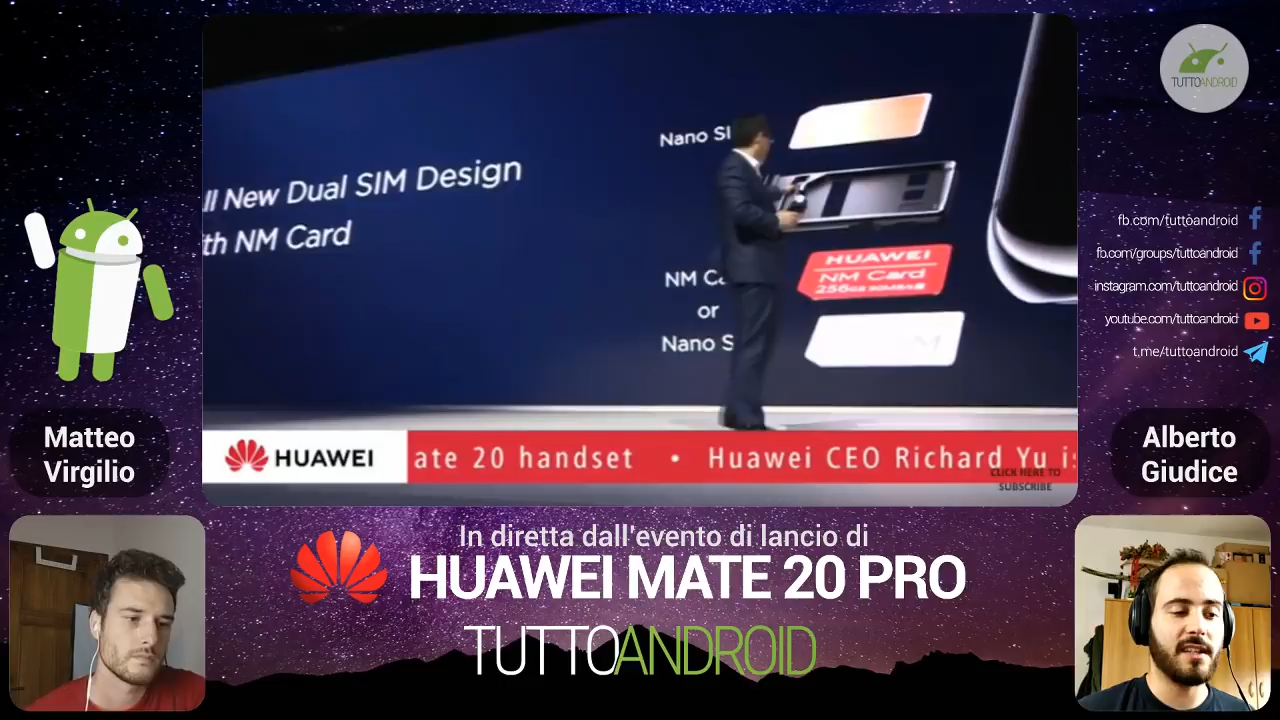 TUTTOANDROID
Nano SI
ll New Dual SIM Design
th NM Card
HUAWEI
NM Card
NM Ca
or
Nano S
fb.com/tuttoandroid
fb.com/groups/tuttoandroid
instagram.com/tuttoandroid
youtube.com/tuttoandroid
t.me/tuttoandroid
Matteo
Virgilio
Alberto
Giudice
HUAWEI
ate 20 handset • Huawei CEO Richard Yu is
CLICK HERE TO
SUBSCRIBE
In diretta dall'evento di lancio di
HUAWEI MATE 20 PRO
TUTTOANDROID